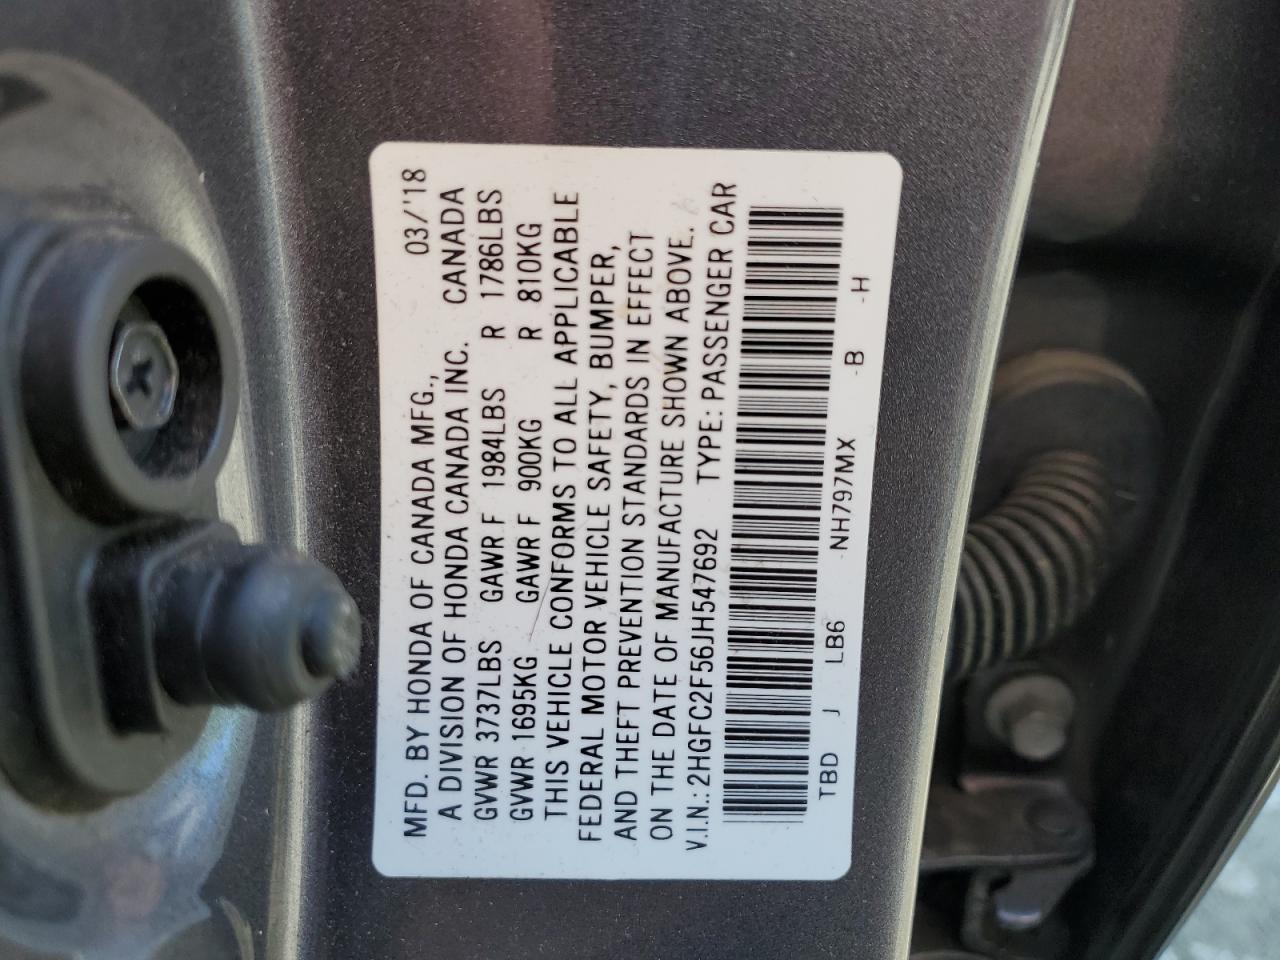 03/'18
MFD. BY HONDA OF CANADA MFG.,
A DIVISION OF HONDA CANADA INC. CANADA
GVWR 3737LBS GAWR F 1984LBS R 1786LBS
GVWR 1695KG GAWR F 900KG R 810KG
THIS VEHICLE CONFORMS TO ALL APPLICABLE
FEDERAL MOTOR VEHICLE SAFETY, BUMPER,
AND THEFT PREVENTION STANDARDS IN EFFECT
ON THE DATE OF MANUFACTURE SHOWN ABOVE.
V.I.N.: 2HGFC2F56JH547692 TYPE: PASSENGER CAR
TBD J LB6 -NH797MX -B -H